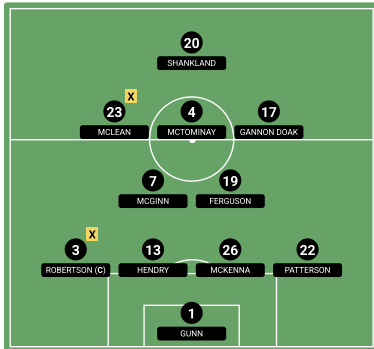 20
SHANKLAND
X
23 4 17
MCLEAN MCTOMINAY GANNON DOAK
7 19
MCGINN FERGUSON
X
3 13 26 22
ROBERTSON (C) HENDRY MCKENNA PATTERSON
1
GUNN